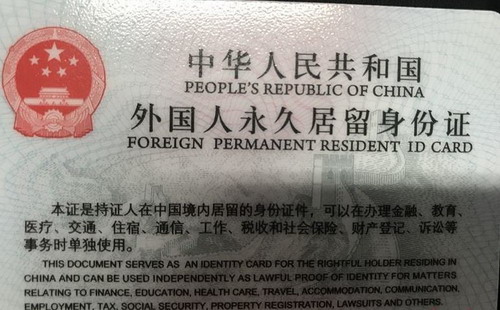 中华人民共和国
PEOPLE'S REPUBLIC OF CHINA
外国人永久居留身份证
FOREIGN PERMANENT RESIDENT ID CARD
本证是持证人在中国境内居留的身份证件，可以在办理金融、教育、
医疗、交通、住宿、通信、工作、税收和社会保险、财产登记、诉讼等
事务时单独使用。
THIS DOCUMENT SERVES AS AN IDENTITY CARD FOR THE RIGHTFUL HOLDER RESIDING IN
CHINA AND CAN BE USED INDEPENDENTLY AS LAWFUL PROOF OF IDENTITY FOR MATTERS
RELATING TO FINANCE, EDUCATION, HEALTH CARE, TRAVEL, ACCOMMODATION, COMMUNICATION,
EMPLOYMENT, TAX, SOCIAL SECURITY, PROPERTY REGISTRATION, LAWSUITS AND OTHERS.